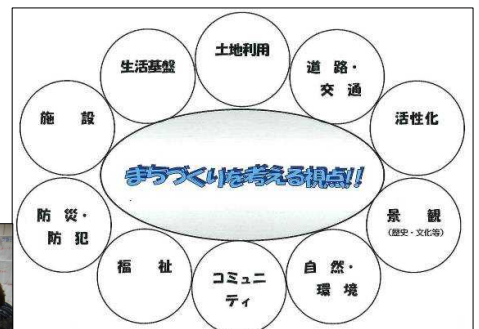 土地利用
道 路・
交 通
活性化
景 観
(歴史・文化等)
自 然・
環 境
コミュニ
ティ
福 祉
防 災・
防 犯
施 設
生活基盤
まちづくりを考える視点!!